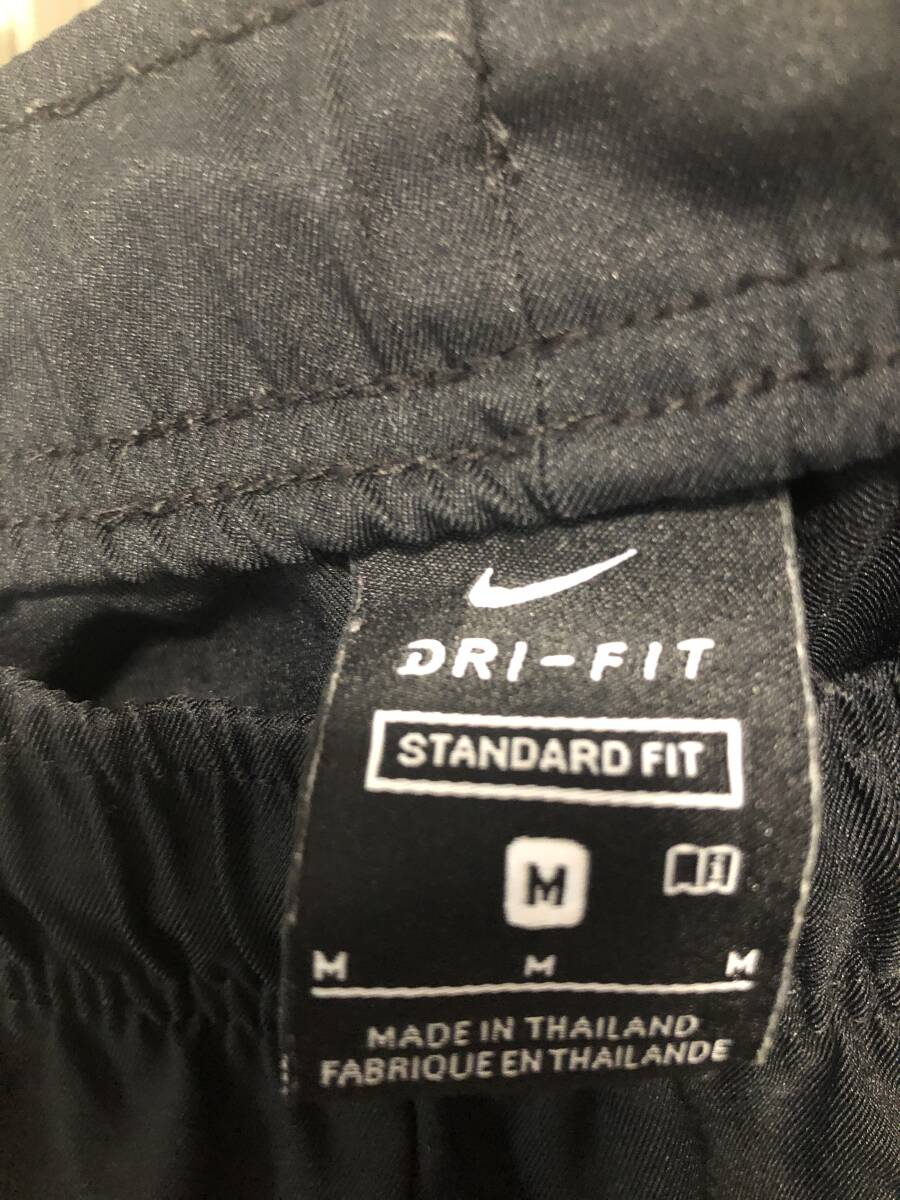 DRI-FIT
STANDARD FIT
M
M M M
MADE IN THAILAND
FABRIQUE EN THAILANDE